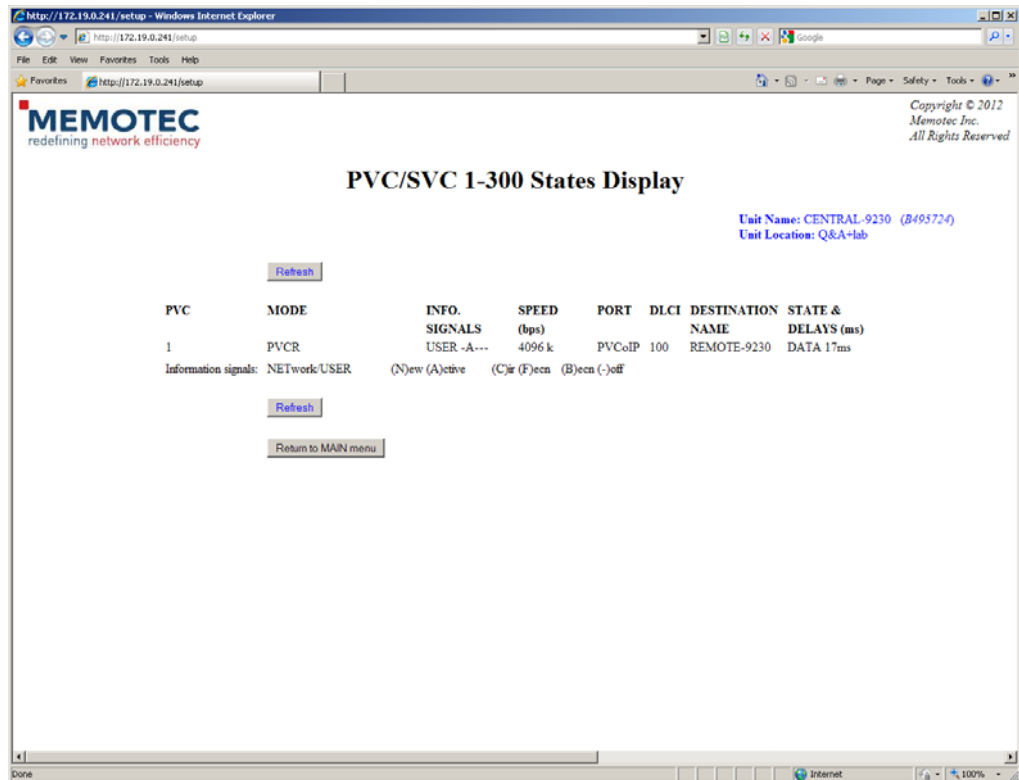 http://172.19.0.241/setup - Windows Internet Explorer
http://172.19.0.241/setup
Google
File Edit View Favorites Tools Help
Favorites http://172.19.0.241/setup Page Safety Tools
MEMOTEC
redefining network efficiency
Copyright © 2012
Memotec Inc.
All Rights Reserved
PVC/SVC 1-300 States Display
Unit Name: CENTRAL-9230 (B495724)
Unit Location: Q&A+lab
Refresh
PVC MODE INFO. SPEED PORT DLCI DESTINATION STATE &
SIGNALS (bps) NAME DELAYS (ms)
1 PVCR USER -A--- 4096 k PVCoIP 100 REMOTE-9230 DATA 17ms
Information signals: NETwork/USER (N)ew (A)ctive (C)ir (F)ecn (B)ecn (-)off
Refresh
Return to MAIN menu
Done Internet 100%